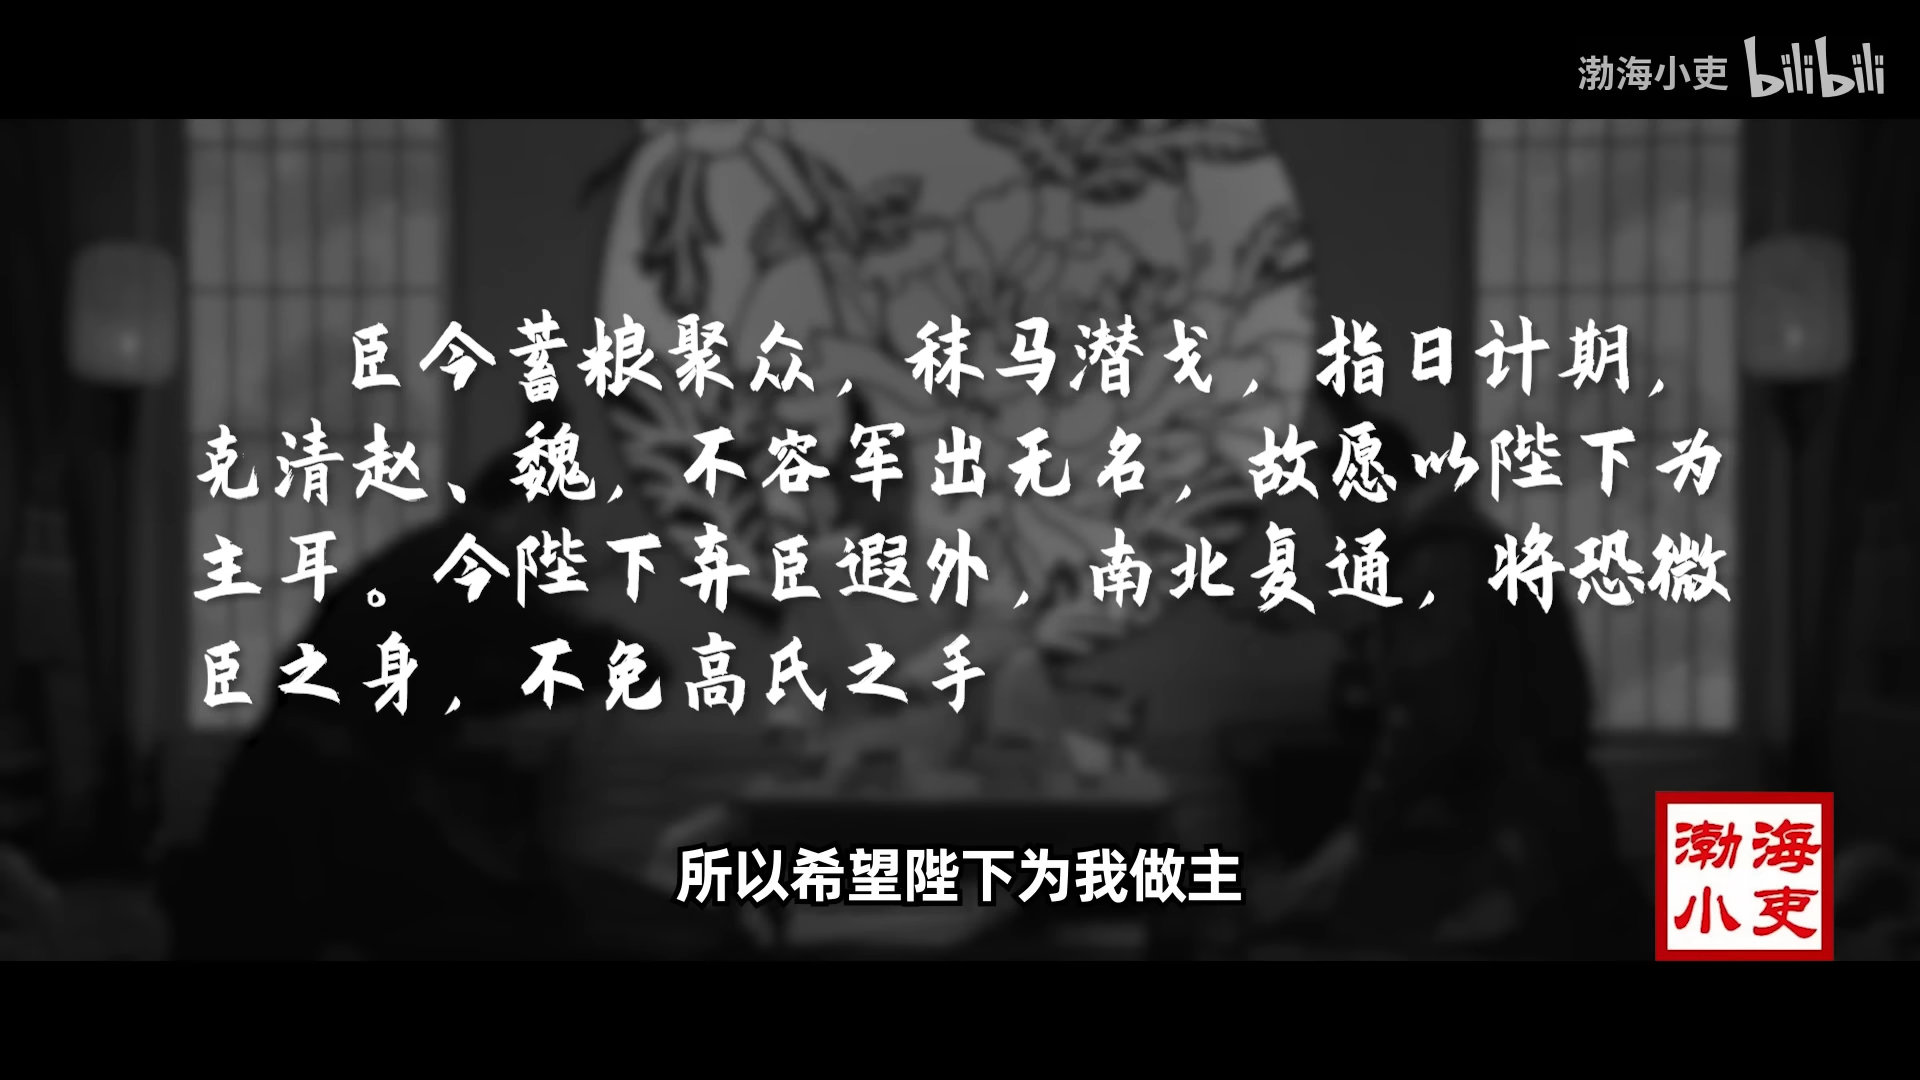 渤海小吏 bilibili
臣今蓄粮聚众，秣马潜戈，指日计期，
克清赵、魏，不容军出无名，故愿以陛下为
主耳。今陛下弃臣遐外，南北复通，将恐微
臣之身，不免高氏之手
所以希望陛下为我做主
渤海
小吏